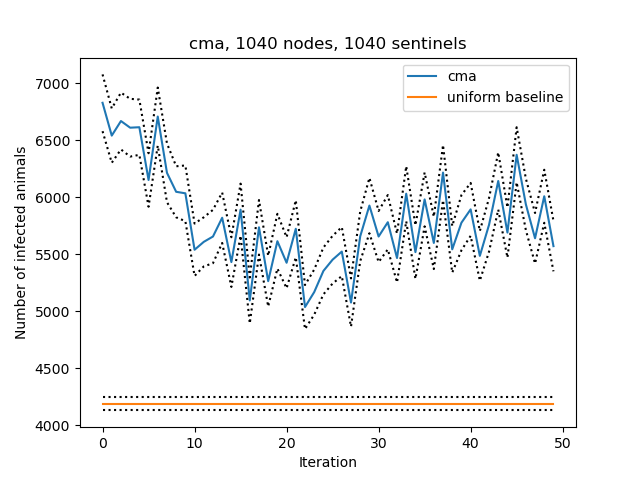 cma, 1040 nodes, 1040 sentinels
cma
uniform baseline
7000
6500
6000
5500
5000
4500
4000
Number of infected animals
0 10 20 30 40 50
Iteration